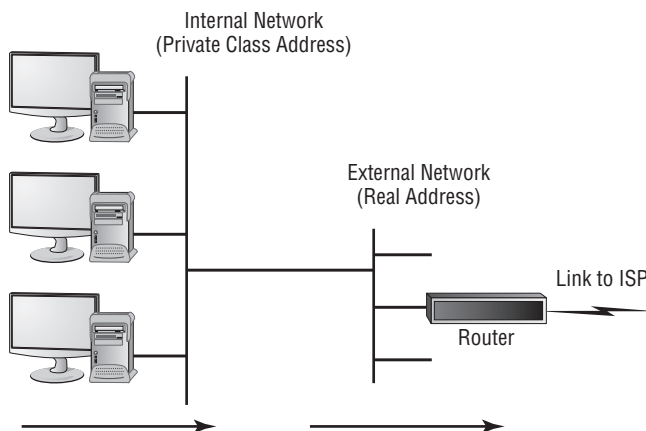 Internal Network
(Private Class Address)
External Network
(Real Address)
Link to ISP
Router